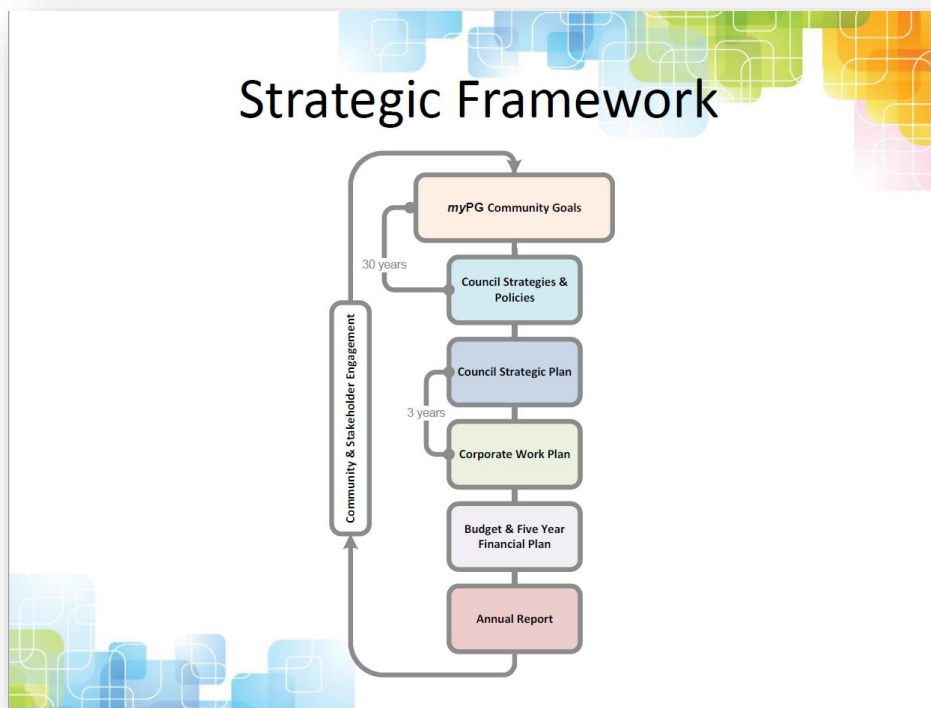 Strategic Framework
myPG Community Goals
30 years
Council Strategies &
Policies
Community & Stakeholder Engagement
Council Strategic Plan
3 years
Corporate Work Plan
Budget & Five Year
Financial Plan
Annual Report